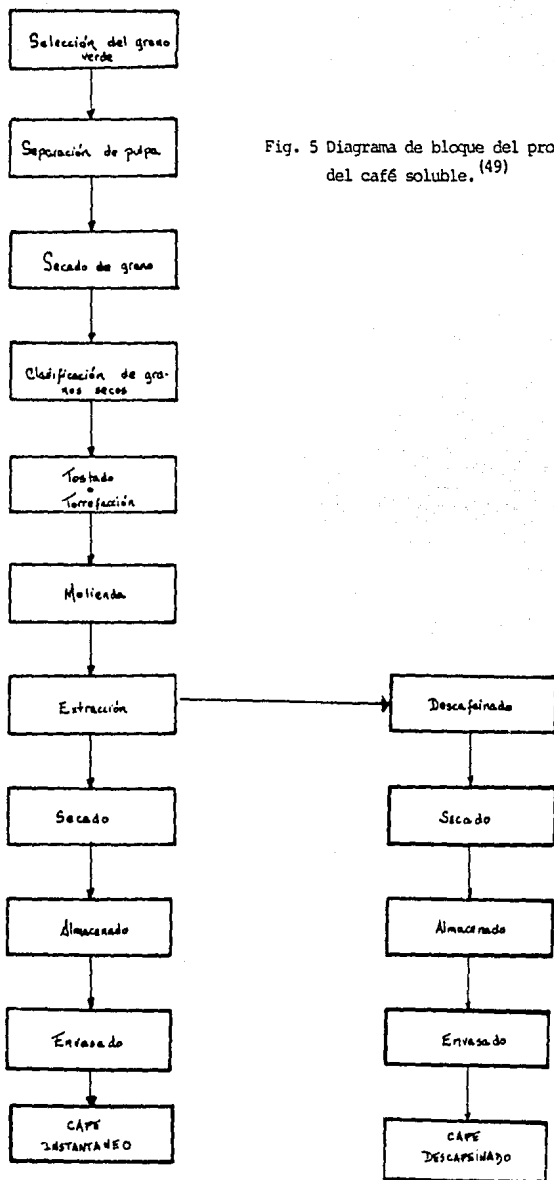 Selección del grano
verde
Separación de pulpa
Fig. 5 Diagrama de bloque del pro
del café soluble. (49)
Secado de grano
Clasificación de gra-
nos secos
Tostado
o
Torrefacción
Molienda
Extracción
Descafeinado
Secado
Secado
Almacenado
Almacenado
Envasado
Envasado
CAFE
INSTANTANEO
CAFE
DESCAFEINADO